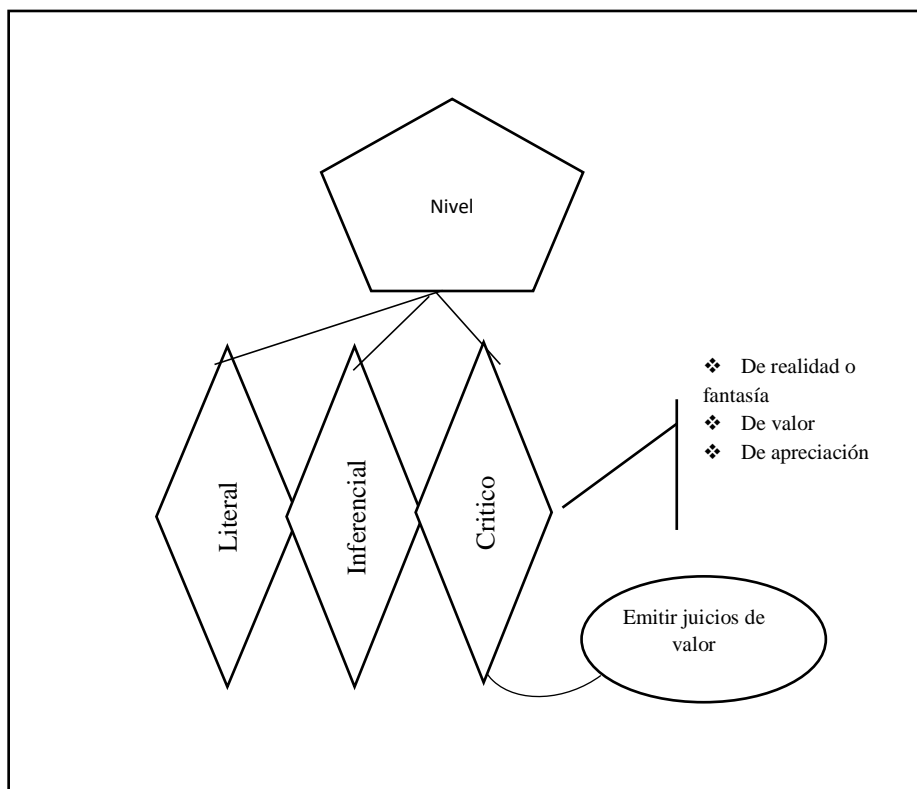 Nivel
Literal
Inferencial
Critico
❖ De realidad o
fantasía
❖ De valor
❖ De apreciación
Emitir juicios de
valor